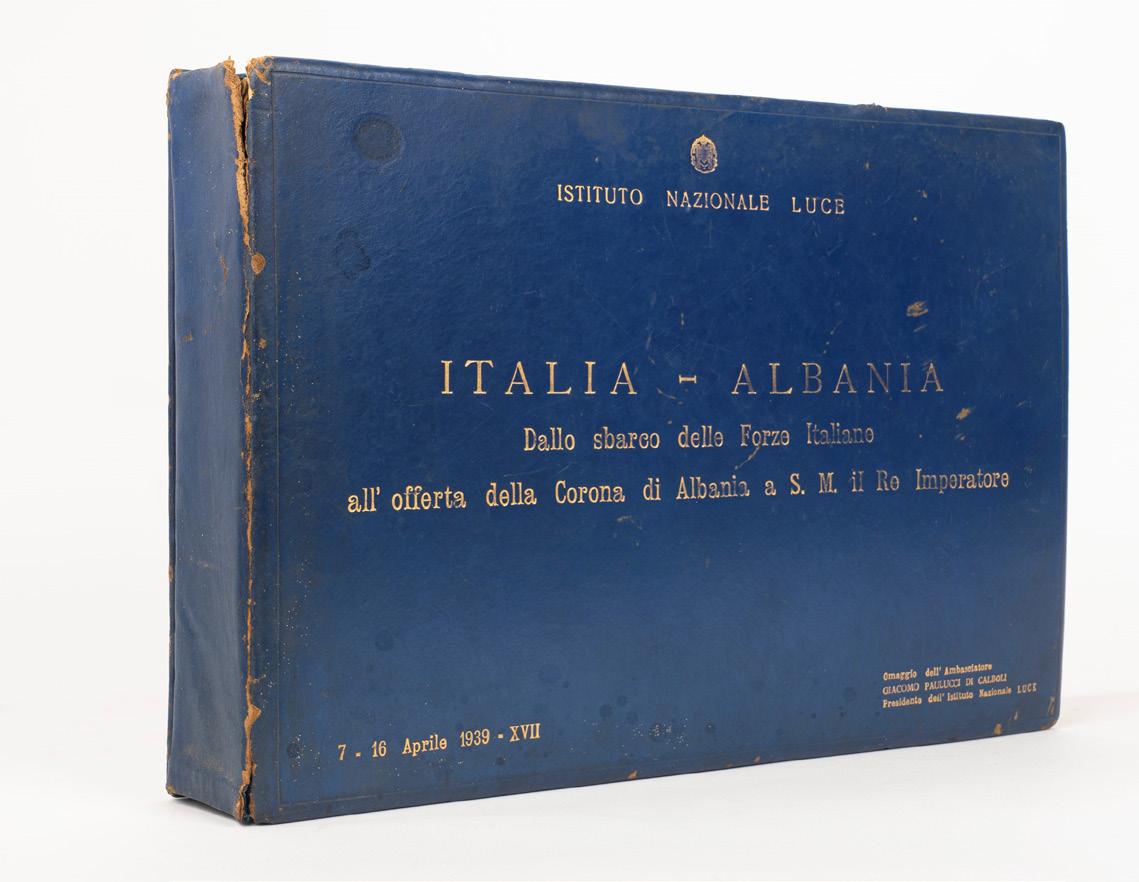 ISTITUTO NAZIONALE LUCE
ITALIA - ALBANIA
Dallo sbarco delle Forze Italiane
all' offerta della Corona di Albania a S. M. il Re Imperatore
Omaggio dell' Ambasciatore
GIACOMO PAULUCCI DI CALBOLI
Presidente dell' Istituto Nazionale LUCE
7 - 16 Aprile 1939 - XVII